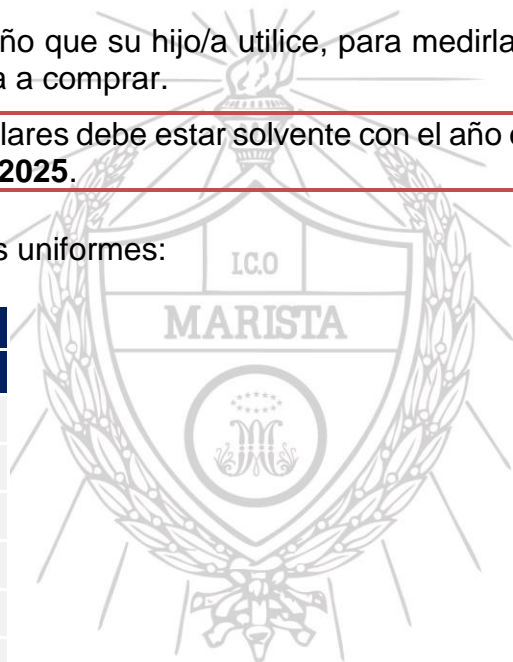 ño que su hijo/a utilice, para medirla
a a comprar.
lares debe estar solvente con el año
2025.
s uniformes:
I.C.O
MARISTA